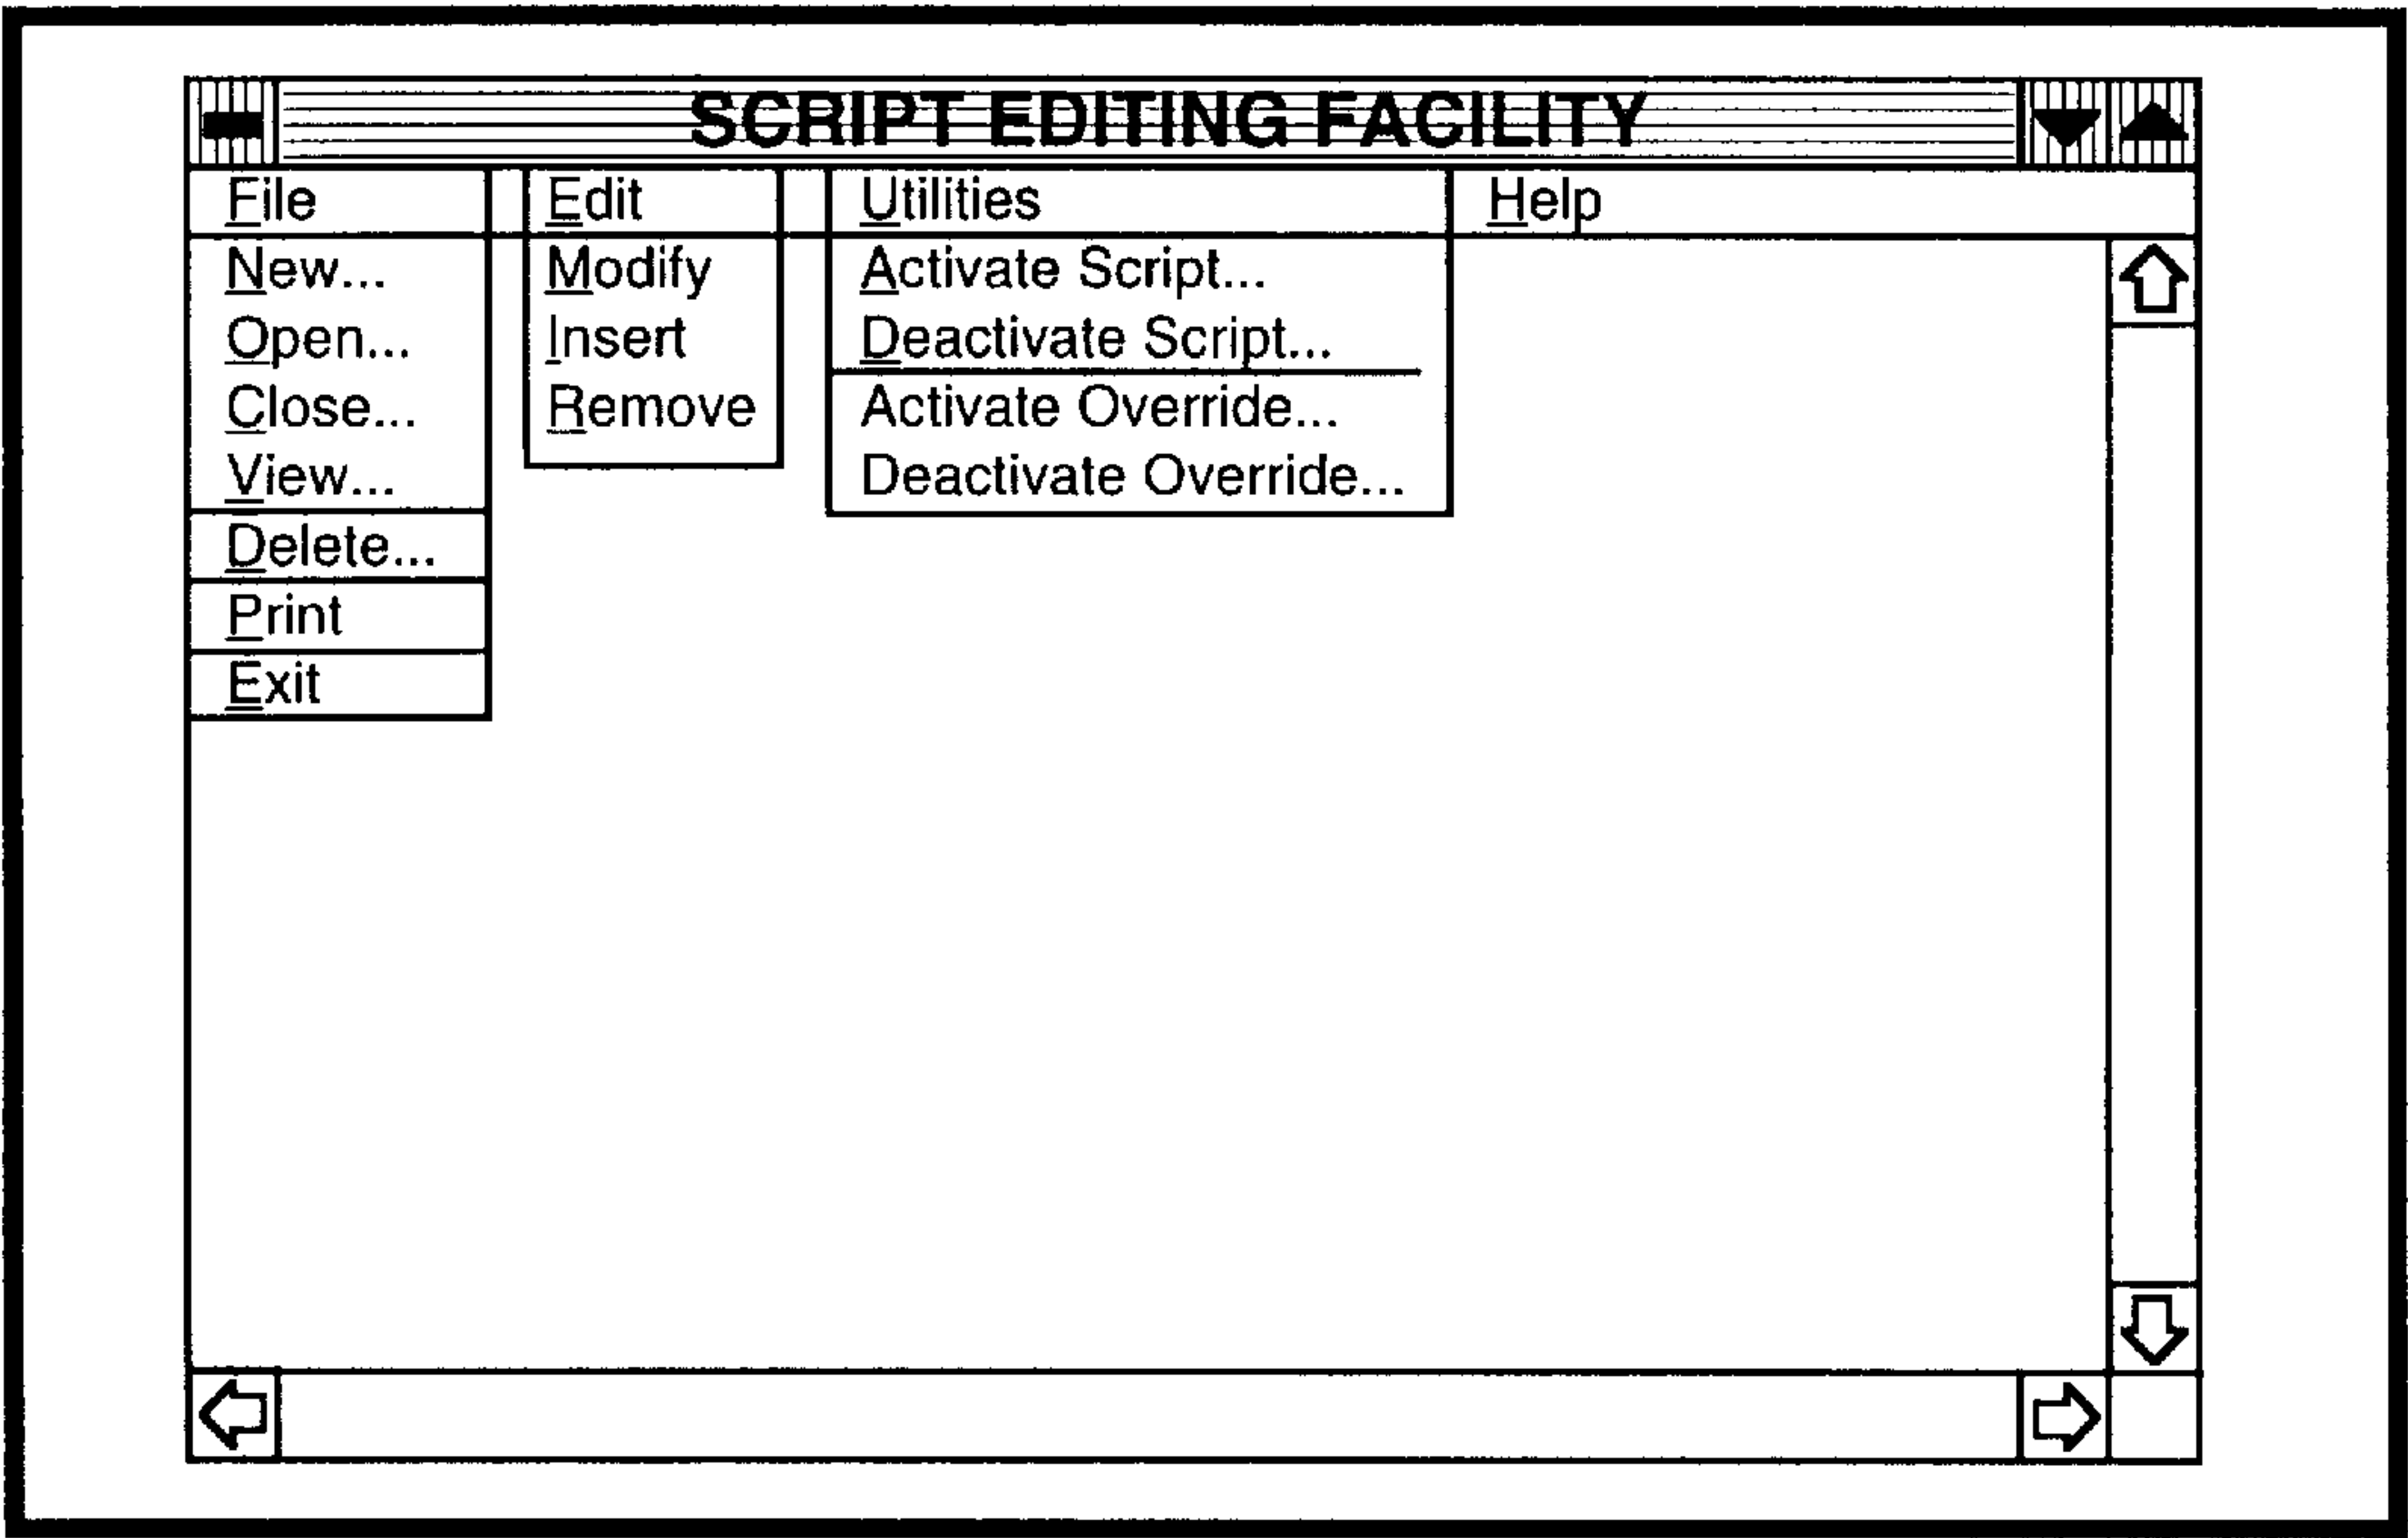 SCRIPT EDITING FACILITY
File Edit Utilities Help
New... Modify Activate Script...
Open... Insert Deactivate Script...
Close... Remove Activate Override...
View... Deactivate Override...
Delete...
Print
Exit